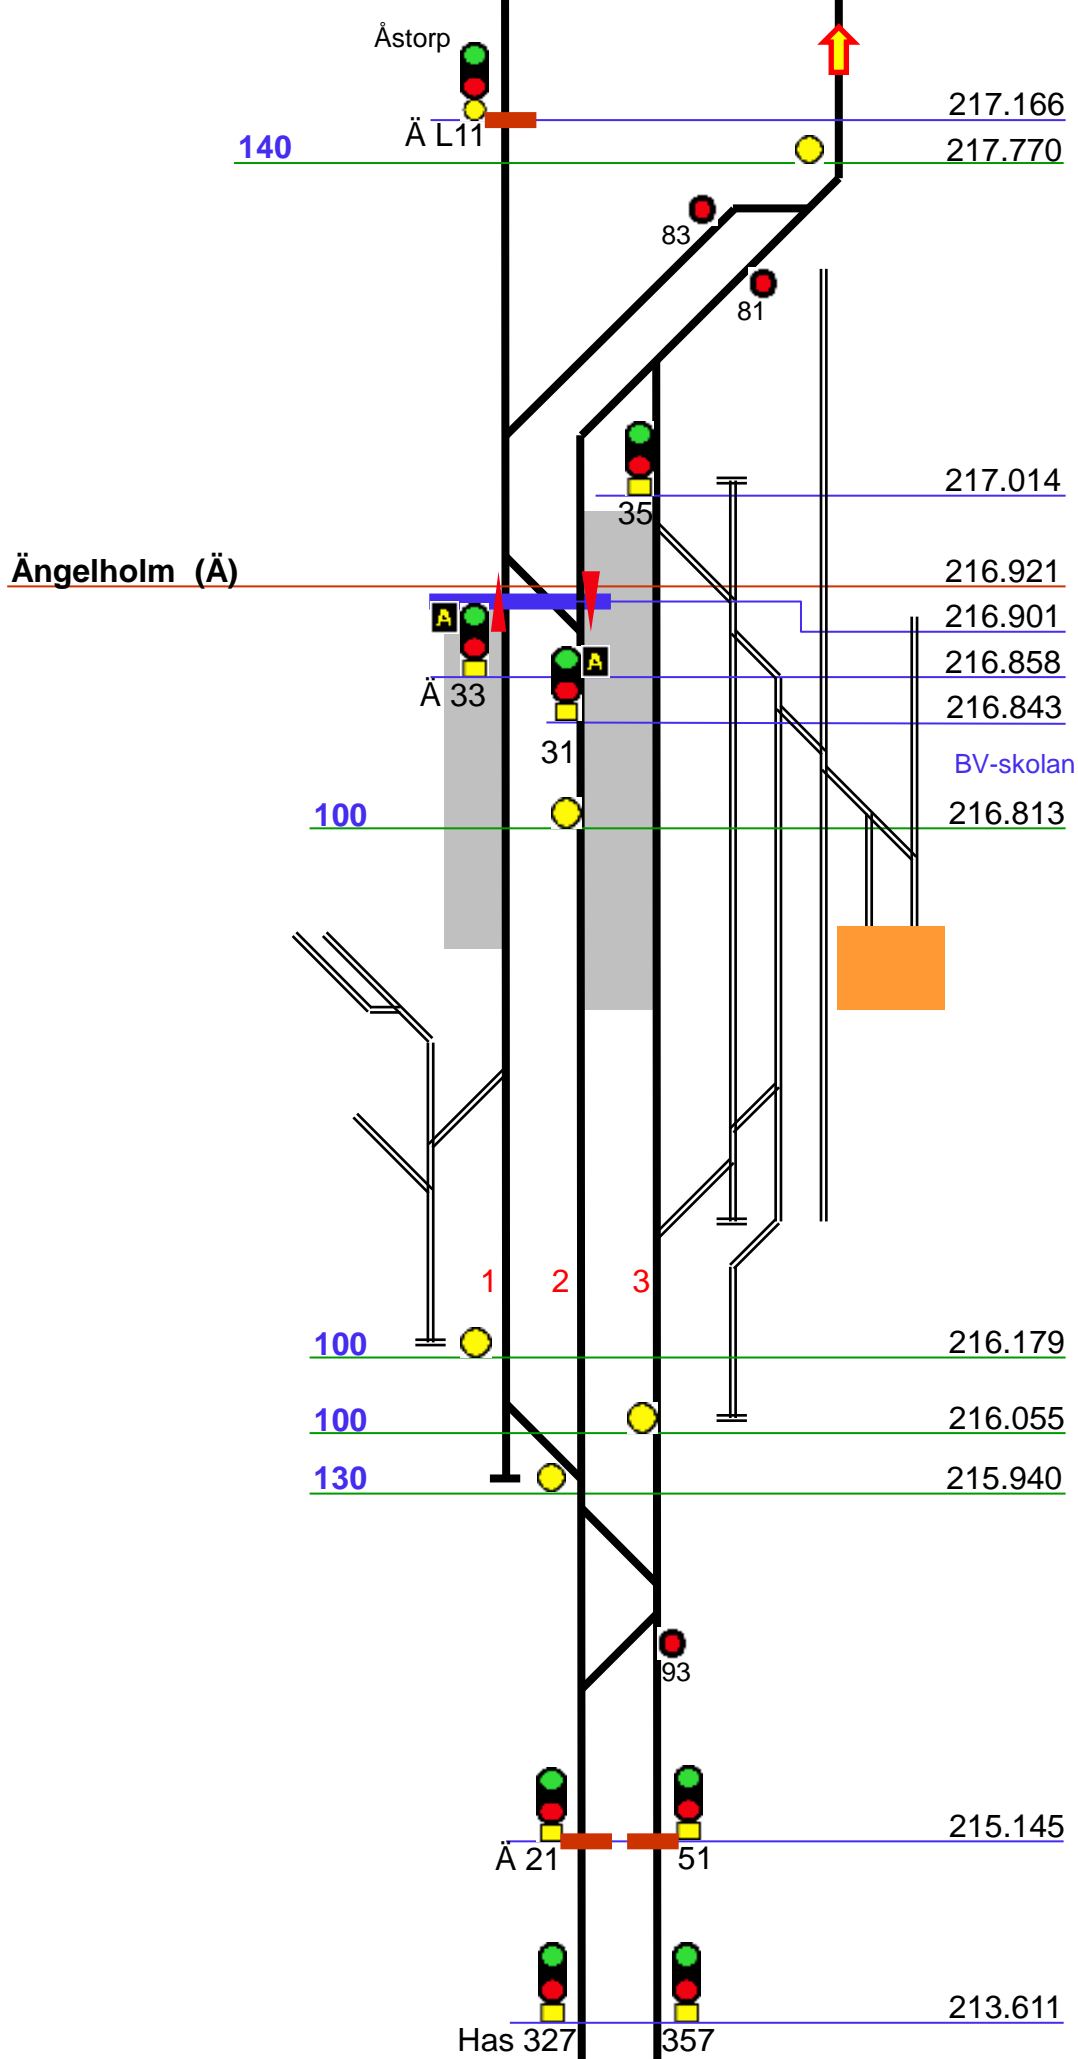 Åstorp
217.166
Ä L11
140 217.770
83
81
217.014
35
Ängelholm (Ä) 216.921
A 216.901
A 216.858
Ä 33
216.843
31
BV-skolan
100 216.813
1 2 3
100 216.179
100 216.055
130 215.940
93
215.145
Ä 21 51
213.611
Has 327 357